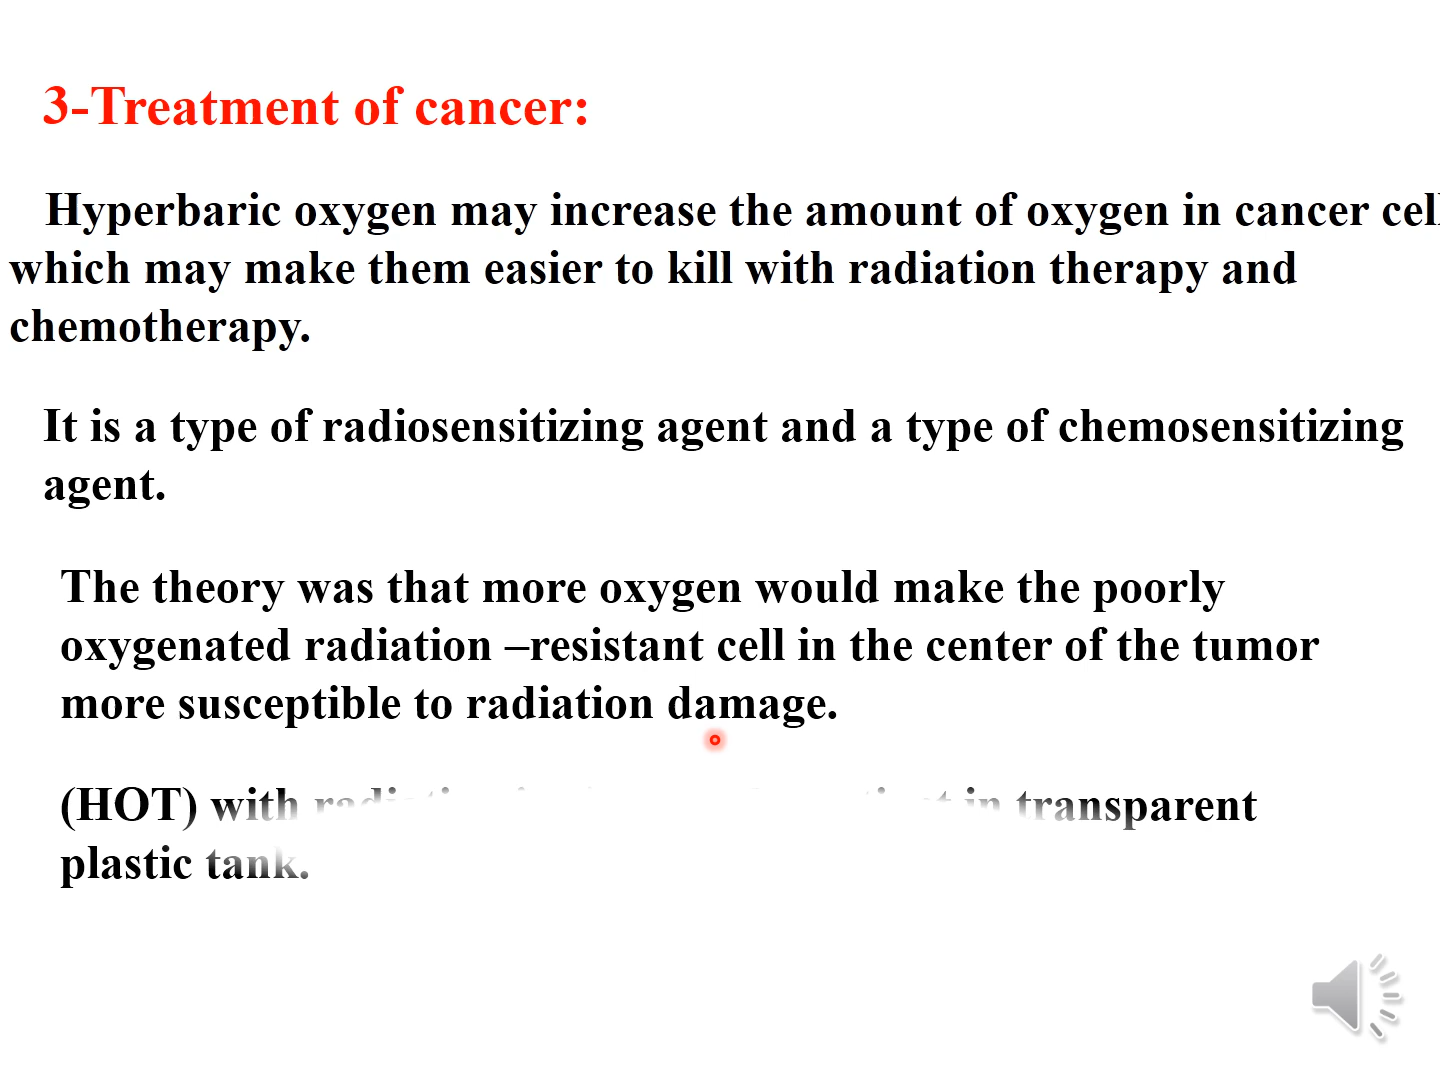 3-Treatment of cancer:
Hyperbaric oxygen may increase the amount of oxygen in cancer cel
which may make them easier to kill with radiation therapy and
chemotherapy.
It is a type of radiosensitizing agent and a type of chemosensitizing
agent.
The theory was that more oxygen would make the poorly
oxygenated radiation –resistant cell in the center of the tumor
more susceptible to radiation damage.
(HOT) with radiation in transparent
plastic tank.